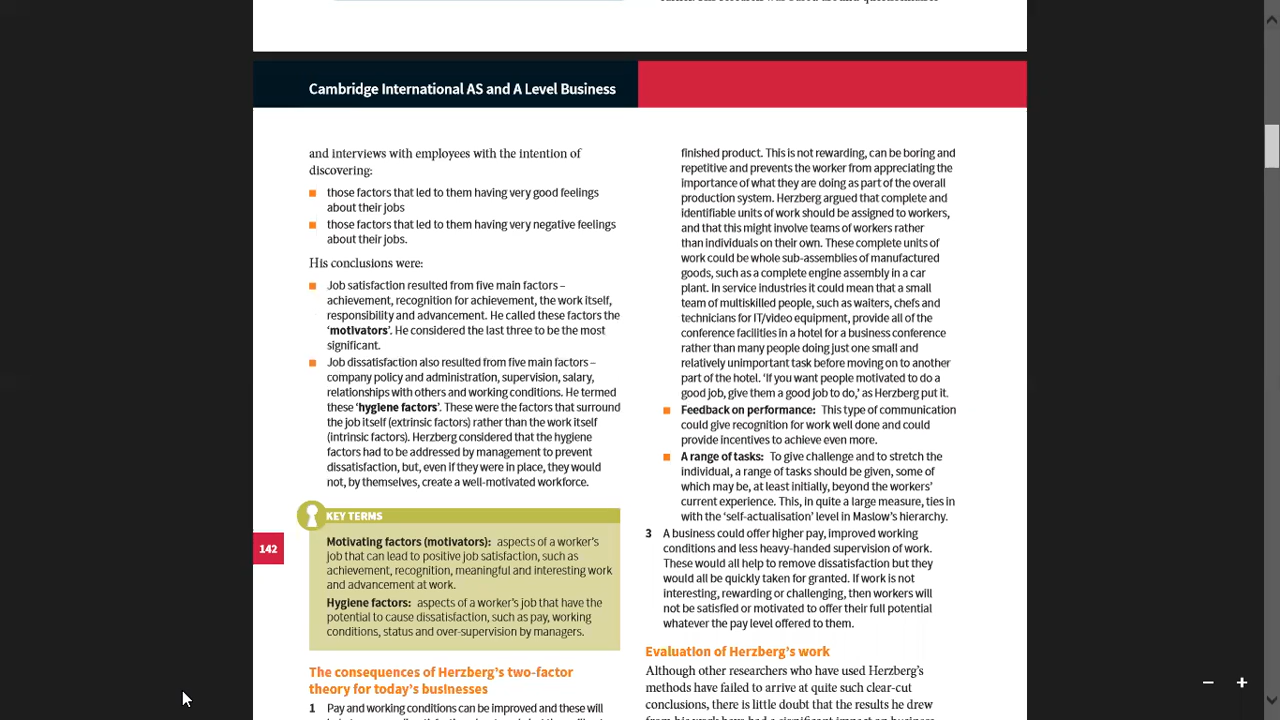 Cambridge International AS and A Level Business
and interviews with employees with the intention of
discovering:
■ those factors that led to them having very good feelings
about their jobs
■ those factors that led to them having very negative feelings
about their jobs.
His conclusions were:
■ Job satisfaction resulted from five main factors –
achievement, recognition for achievement, the work itself,
responsibility and advancement. He called these factors the
‘motivators’. He considered the last three to be the most
significant.
■ Job dissatisfaction also resulted from five main factors –
company policy and administration, supervision, salary,
relationships with others and working conditions. He termed
these ‘hygiene factors’. These were the factors that surround
the job itself (extrinsic factors) rather than the work itself
(intrinsic factors). Herzberg considered that the hygiene
factors had to be addressed by management to prevent
dissatisfaction, but, even if they were in place, they would
not, by themselves, create a well-motivated workforce.
KEY TERMS
Motivating factors (motivators): aspects of a worker’s
job that can lead to positive job satisfaction, such as
achievement, recognition, meaningful and interesting work
and advancement at work.
Hygiene factors: aspects of a worker’s job that have the
potential to cause dissatisfaction, such as pay, working
conditions, status and over-supervision by managers.
142
The consequences of Herzberg’s two-factor
theory for today’s businesses
1 Pay and working conditions can be improved and these will
finished product. This is not rewarding, can be boring and
repetitive and prevents the worker from appreciating the
importance of what they are doing as part of the overall
production system. Herzberg argued that complete and
identifiable units of work should be assigned to workers,
and that this might involve teams of workers rather
than individuals on their own. These complete units of
work could be whole sub-assemblies of manufactured
goods, such as a complete engine assembly in a car
plant. In service industries it could mean that a small
team of multiskilled people, such as waiters, chefs and
technicians for IT/video equipment, provide all of the
conference facilities in a hotel for a business conference
rather than many people doing just one small and
relatively unimportant task before moving on to another
part of the hotel. ‘If you want people motivated to do a
good job, give them a good job to do,’ as Herzberg put it.
■ Feedback on performance: This type of communication
could give recognition for work well done and could
provide incentives to achieve even more.
■ A range of tasks: To give challenge and to stretch the
individual, a range of tasks should be given, some of
which may be, at least initially, beyond the workers’
current experience. This, in quite a large measure, ties in
with the ‘self-actualisation’ level in Maslow’s hierarchy.
3 A business could offer higher pay, improved working
conditions and less heavy-handed supervision of work.
These would all help to remove dissatisfaction but they
would all be quickly taken for granted. If work is not
interesting, rewarding or challenging, then workers will
not be satisfied or motivated to offer their full potential
whatever the pay level offered to them.
Evaluation of Herzberg’s work
Although other researchers who have used Herzberg’s
methods have failed to arrive at quite such clear-cut
conclusions, there is little doubt that the results he drew